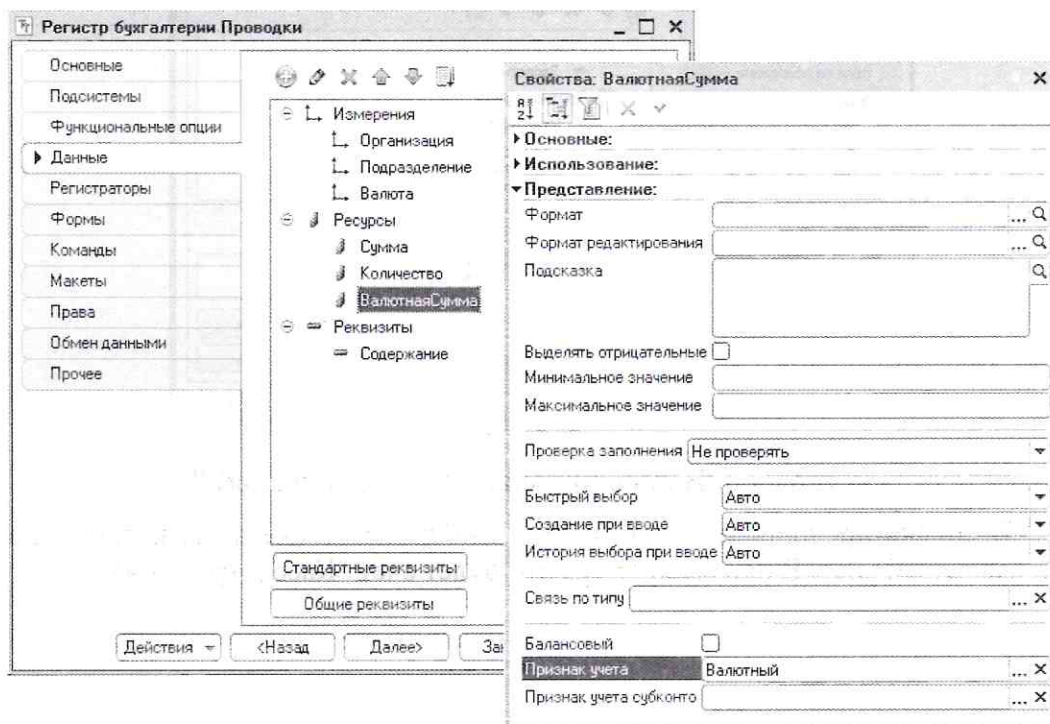 Регистр бухгалтерии Проводки
Основные
Подсистемы
Функциональные опции
Данные
Регистраторы
Формы
Команды
Макеты
Права
Обмен данными
Прочее
Измерения
Организация
Подразделение
Валюта
Ресурсы
Сумма
Количество
ВалютнаяСумма
Реквизиты
Содержание
Стандартные реквизиты
Общие реквизиты
Действия
<Назад
Далее>
Свойства: ВалютнаяСумма
Основные:
Использование:
Представление:
Формат
Формат редактирования
Подсказка
Выделять отрицательные
Минимальное значение
Максимальное значение
Проверка заполнения Не проверять
Быстрый выбор Авто
Создание при вводе Авто
История выбора при вводе Авто
Связь по типу
Балансовый
Признак учета Валютный
Признак учета субконто